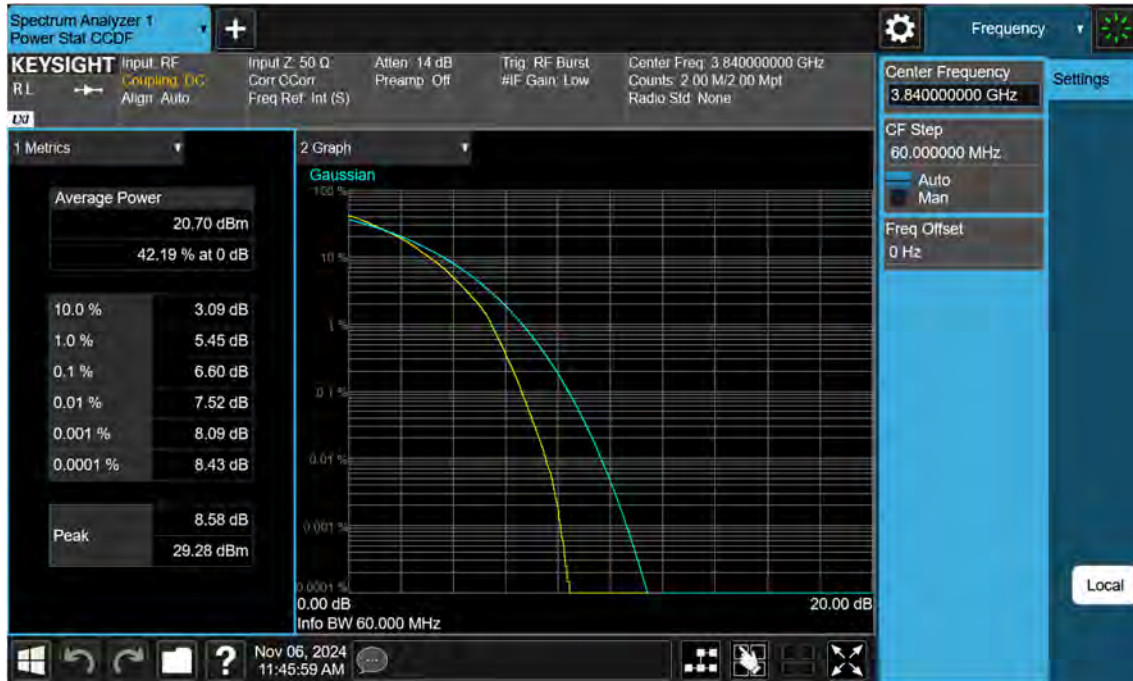 Spectrum Analyzer 1
Power Stat CCDF
+
Frequency
KEYSIGHT
R L
LXI
Input: RF
Coupling: DC
Align: Auto
Input Z: 50 Ω
Corr CCorr
Freq Ref: Int (S)
Atten: 14 dB
Preamp: Off
Trig: RF Burst
#IF Gain: Low
Center Freq: 3.840000000 GHz
Counts: 2.00 M/2.00 Mpt
Radio Std: None
Center Frequency
3.840000000 GHz
Settings
CF Step
60.000000 MHz
Auto
Man
Freq Offset
0 Hz
Local
1 Metrics
Average Power
20.70 dBm
42.19 % at 0 dB
10.0 % 3.09 dB
1.0 % 5.45 dB
0.1 % 6.60 dB
0.01 % 7.52 dB
0.001 % 8.09 dB
0.0001 % 8.43 dB
Peak
8.58 dB
29.28 dBm
2 Graph
Gaussian
100 %
10 %
1 %
0.1 %
0.01 %
0.001 %
0.0001 %
0.00 dB 20.00 dB
Info BW 60.000 MHz
?
Nov 06, 2024
11:45:59 AM